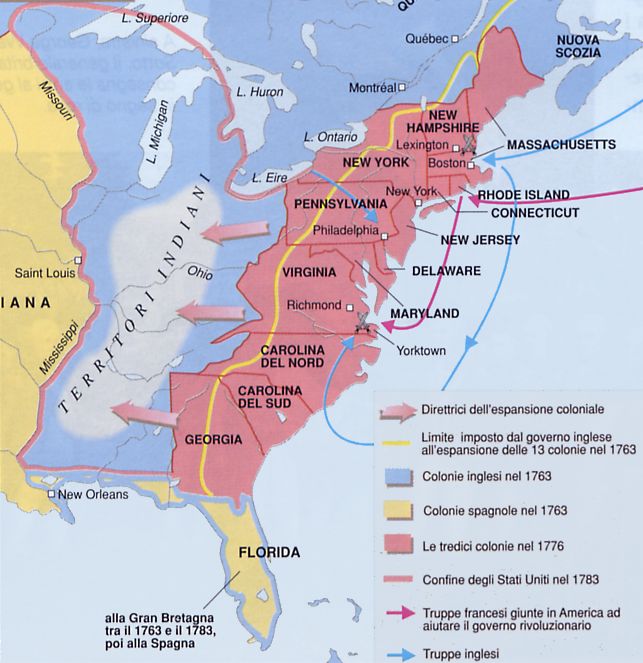 L. Superiore
QU
Québec
NUOVA
SCOZIA
Missouri
L. Huron
Montréal
L. Michigan
L. Ontario
NEW
HAMPSHIRE
Lexington
MASSACHUSETTS
NEW YORK
Boston
L. Eire
New York
RHODE ISLAND
PENNSYLVANIA
CONNECTICUT
Philadelphia
NEW JERSEY
TERRITORI INDIANI
Saint Louis
Ohio
VIRGINIA
DELAWARE
IANA
Richmond
MARYLAND
Mississippi
Yorktown
CAROLINA
DEL NORD
CAROLINA
DEL SUD
GEORGIA
New Orleans
FLORIDA
alla Gran Bretagna
tra il 1763 e il 1783,
poi alla Spagna
Direttrici dell'espansione coloniale
Limite imposto dal governo inglese
all'espansione delle 13 colonie nel 1763
Colonie inglesi nel 1763
Colonie spagnole nel 1763
Le tredici colonie nel 1776
Confine degli Stati Uniti nel 1783
Truppe francesi giunte in America ad
aiutare il governo rivoluzionario
Truppe inglesi